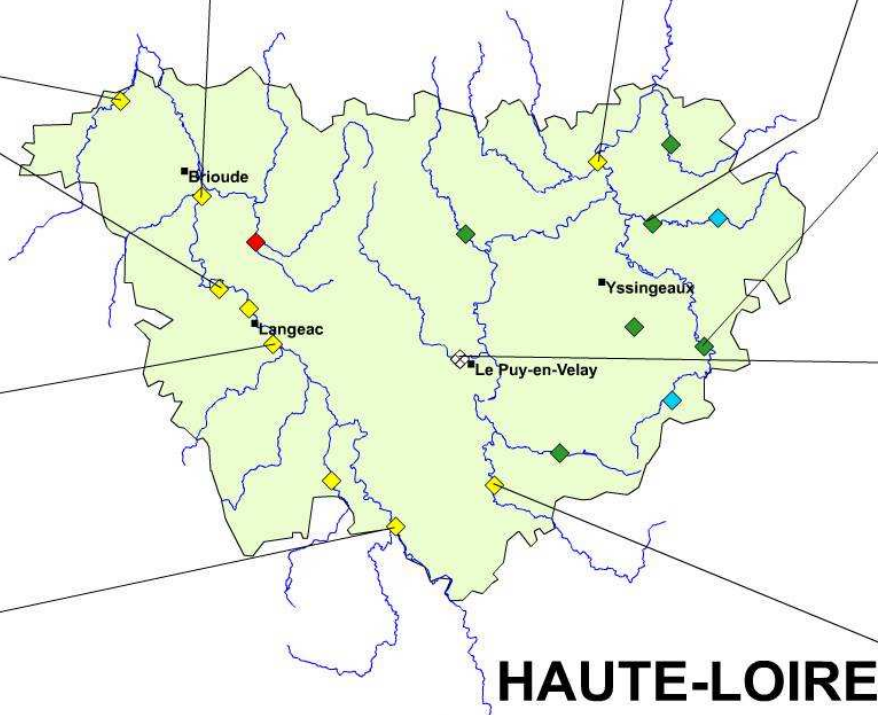 Brioude
Yssingeaux
Langeac
Le Puy-en-Velay
HAUTE-LOIRE